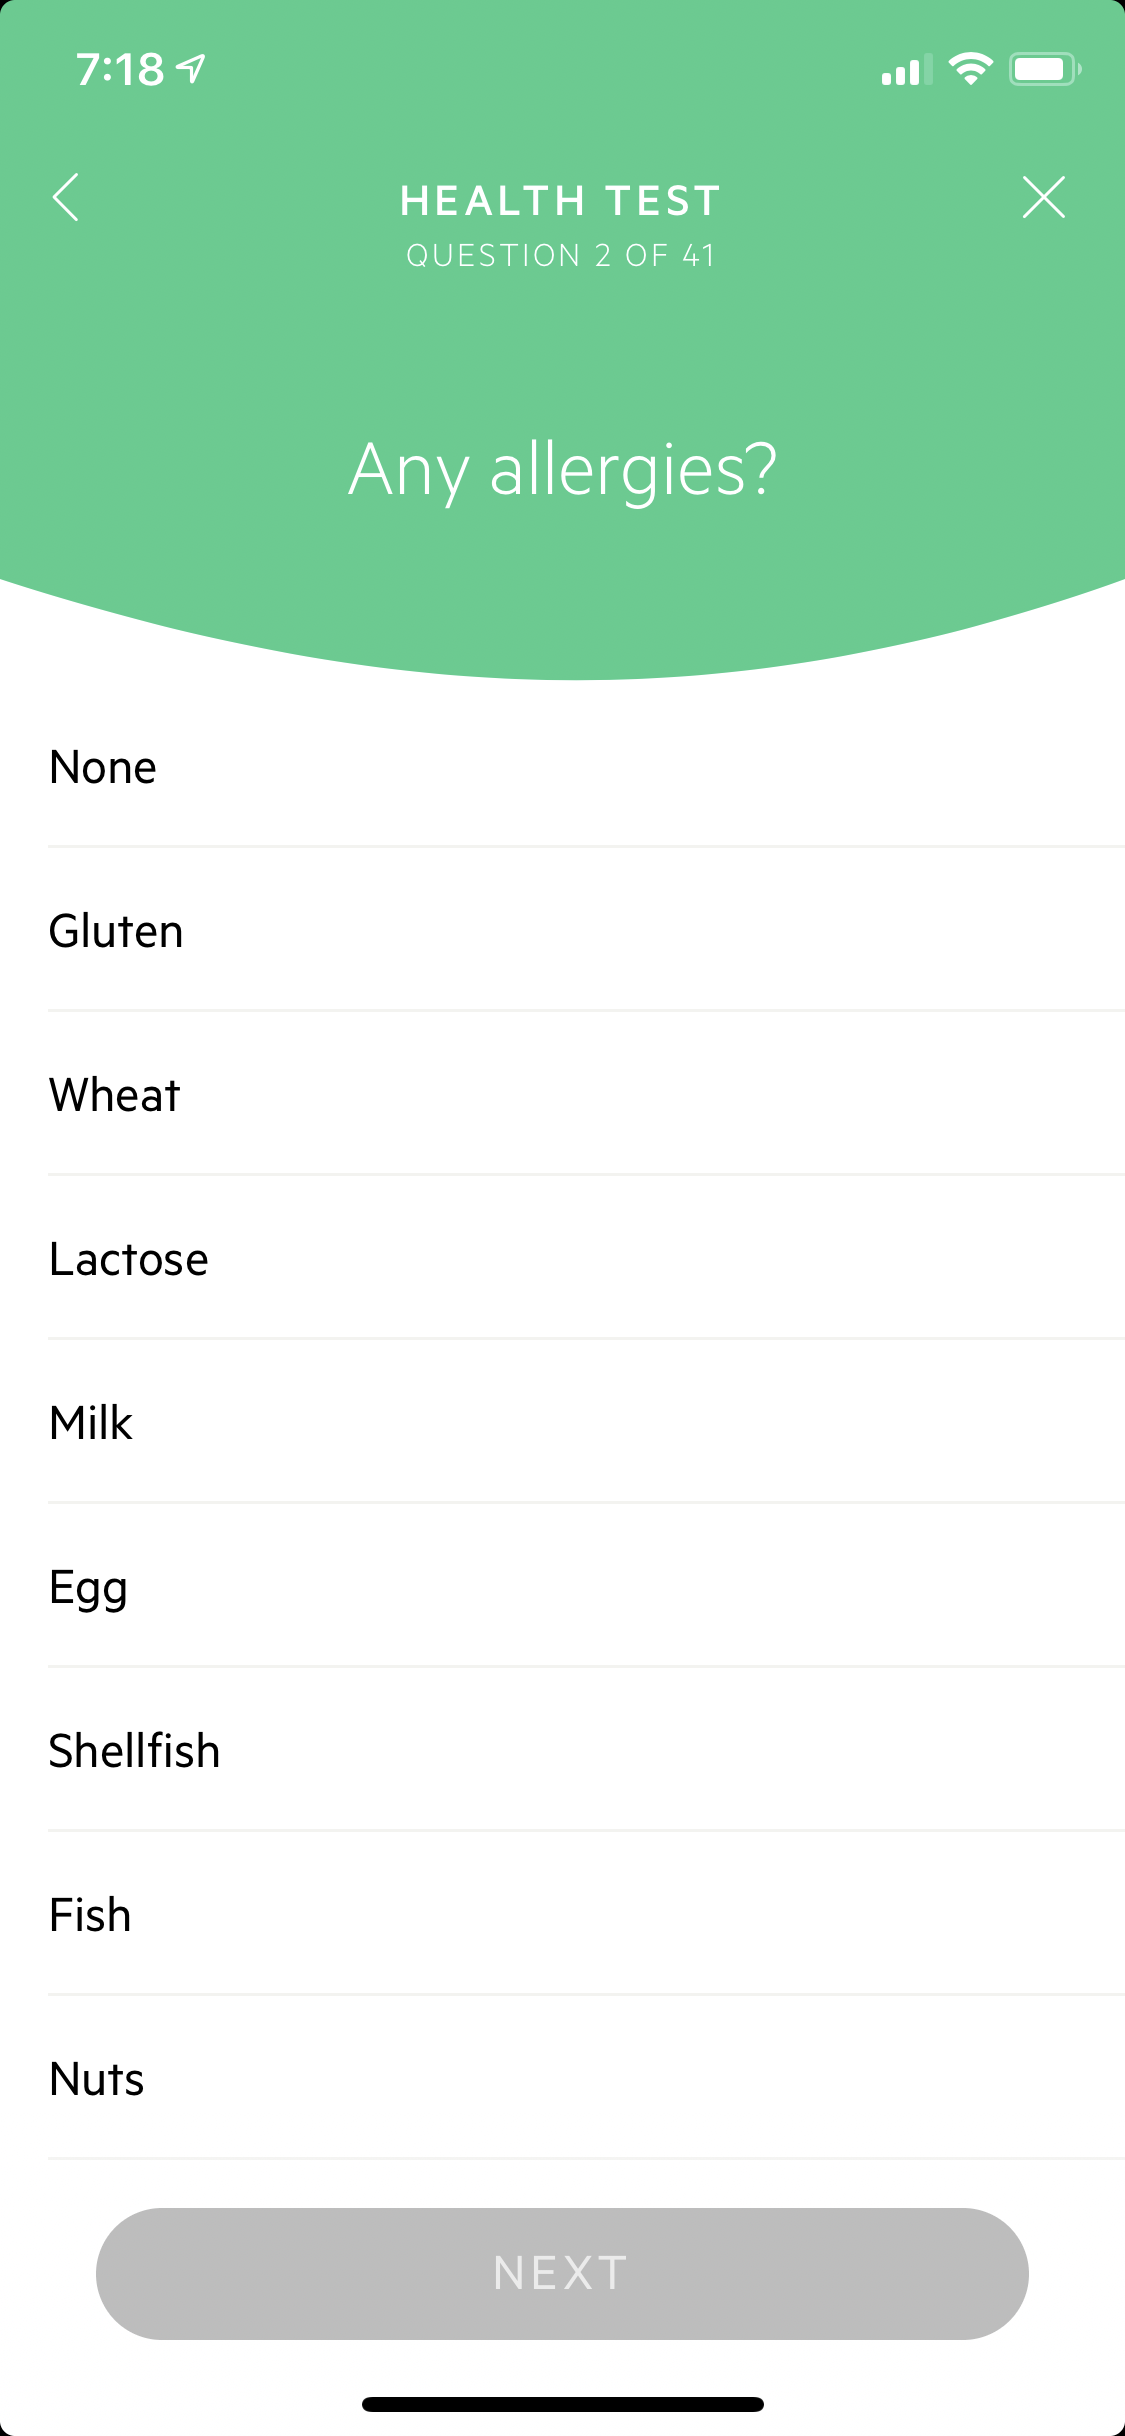 7:18
HEALTH TEST
QUESTION 2 OF 41
Any allergies?
None
Gluten
Wheat
Lactose
Milk
Egg
Shellfish
Fish
Nuts
NEXT